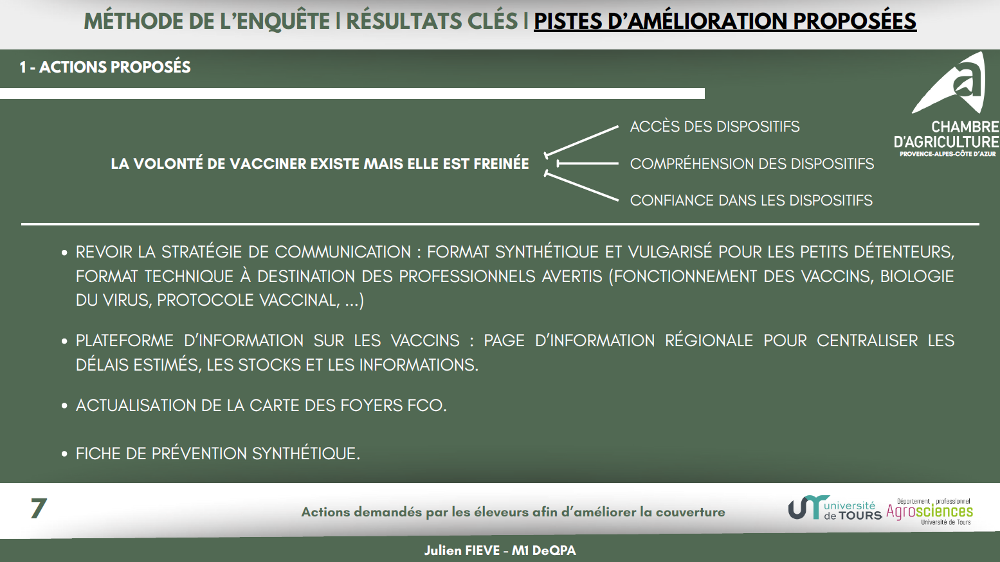 MÉTHODE DE L’ENQUÊTE | RÉSULTATS CLÉS | PISTES D’AMÉLIORATION PROPOSÉES
1 - ACTIONS PROPOSÉS
CHAMBRE
D’AGRICULTURE
PROVENCE-ALPES-CÔTE D’AZUR
LA VOLONTÉ DE VACCINER EXISTE MAIS ELLE EST FREINÉE
ACCÈS DES DISPOSITIFS
COMPRÉHENSION DES DISPOSITIFS
CONFIANCE DANS LES DISPOSITIFS
• REVOIR LA STRATÉGIE DE COMMUNICATION : FORMAT SYNTHÉTIQUE ET VULGARISÉ POUR LES PETITS DÉTENTEURS,
FORMAT TECHNIQUE À DESTINATION DES PROFESSIONNELS AVERTIS (FONCTIONNEMENT DES VACCINS, BIOLOGIE
DU VIRUS, PROTOCOLE VACCINAL, ...)
• PLATEFORME D’INFORMATION SUR LES VACCINS : PAGE D’INFORMATION RÉGIONALE POUR CENTRALISER LES
DÉLAIS ESTIMÉS, LES STOCKS ET LES INFORMATIONS.
• ACTUALISATION DE LA CARTE DES FOYERS FCO.
• FICHE DE PRÉVENTION SYNTHÉTIQUE.
7
Actions demandés par les éleveurs afin d’améliorer la couverture
université
de TOURS
Département professionnel
Agrosciences
Université de Tours
Julien FIEVE - M1 DeQPA